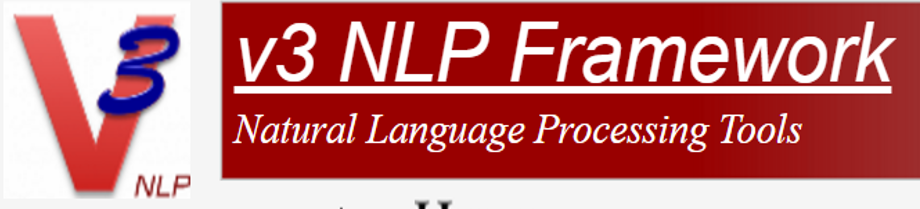 V3
NLP
v3 NLP Framework
Natural Language Processing Tools